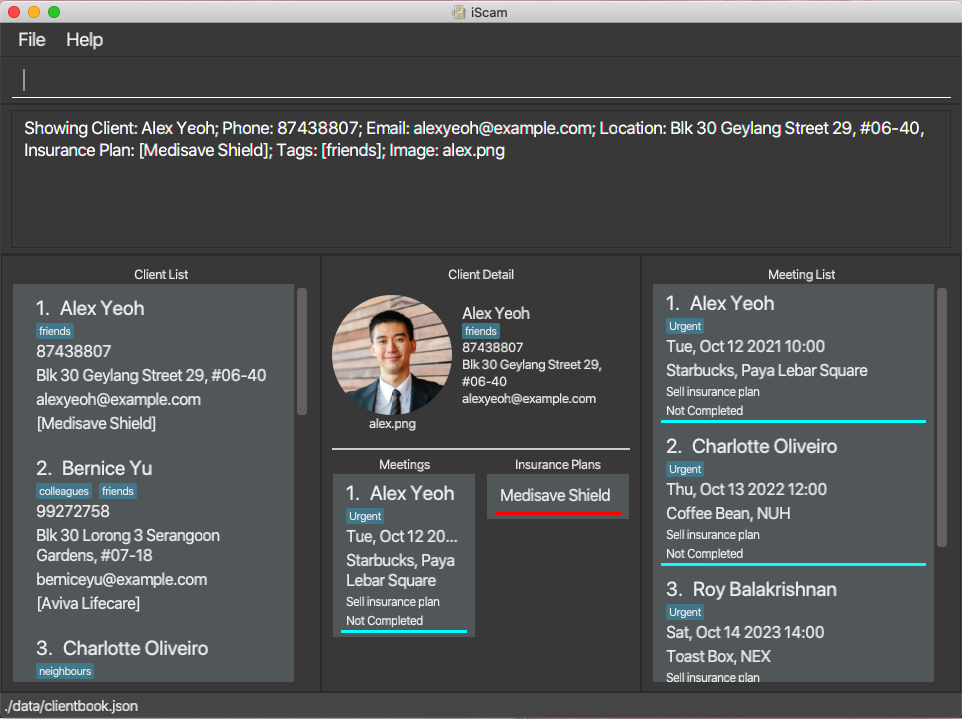 iScam
File Help
Showing Client: Alex Yeoh; Phone: 87438807; Email: alexyeoh@example.com; Location: Blk 30 Geylang Street 29, #06-40,
Insurance Plan: [Medisave Shield]; Tags: [friends]; Image: alex.png
Client List
1. Alex Yeoh
friends
87438807
Blk 30 Geylang Street 29, #06-40
alexyeoh@example.com
[Medisave Shield]
2. Bernice Yu
colleagues friends
99272758
Blk 30 Lorong 3 Serangoon
Gardens, #07-18
berniceyu@example.com
[Aviva Lifecare]
3. Charlotte Oliveiro
neighbours
Client Detail
Alex Yeoh
friends
87438807
Blk 30 Geylang Street 29,
#06-40
alexyeoh@example.com
alex.png
Meetings
1. Alex Yeoh
Urgent
Tue, Oct 12 20...
Starbucks, Paya
Lebar Square
Sell insurance plan
Not Completed
Insurance Plans
Medisave Shield
Meeting List
1. Alex Yeoh
Urgent
Tue, Oct 12 2021 10:00
Starbucks, Paya Lebar Square
Sell insurance plan
Not Completed
2. Charlotte Oliveiro
Urgent
Thu, Oct 13 2022 12:00
Coffee Bean, NUH
Sell insurance plan
Not Completed
3. Roy Balakrishnan
Urgent
Sat, Oct 14 2023 14:00
Toast Box, NEX
Sell insurance plan
./data/clientbook.json